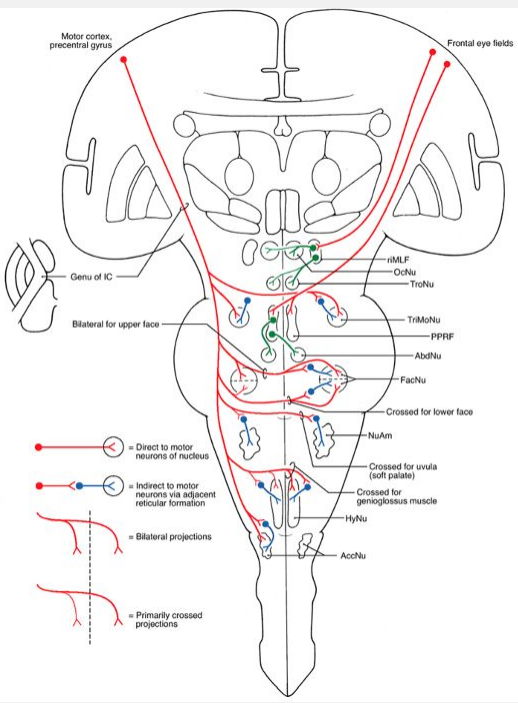 Motor cortex,
precentral gyrus
Frontal eye fields
riMLF
OcNu
TroNu
Genu of IC
TriMoNu
Bilateral for upper face
PPRF
AbdNu
FacNu
Crossed for lower face
NuAm
= Direct to motor
neurons of nucleus
Crossed for uvula
(soft palate)
= Indirect to motor
neurons via adjacent
reticular formation
Crossed for
genioglossus muscle
HyNu
= Bilateral projections
AccNu
= Primarily crossed
projections